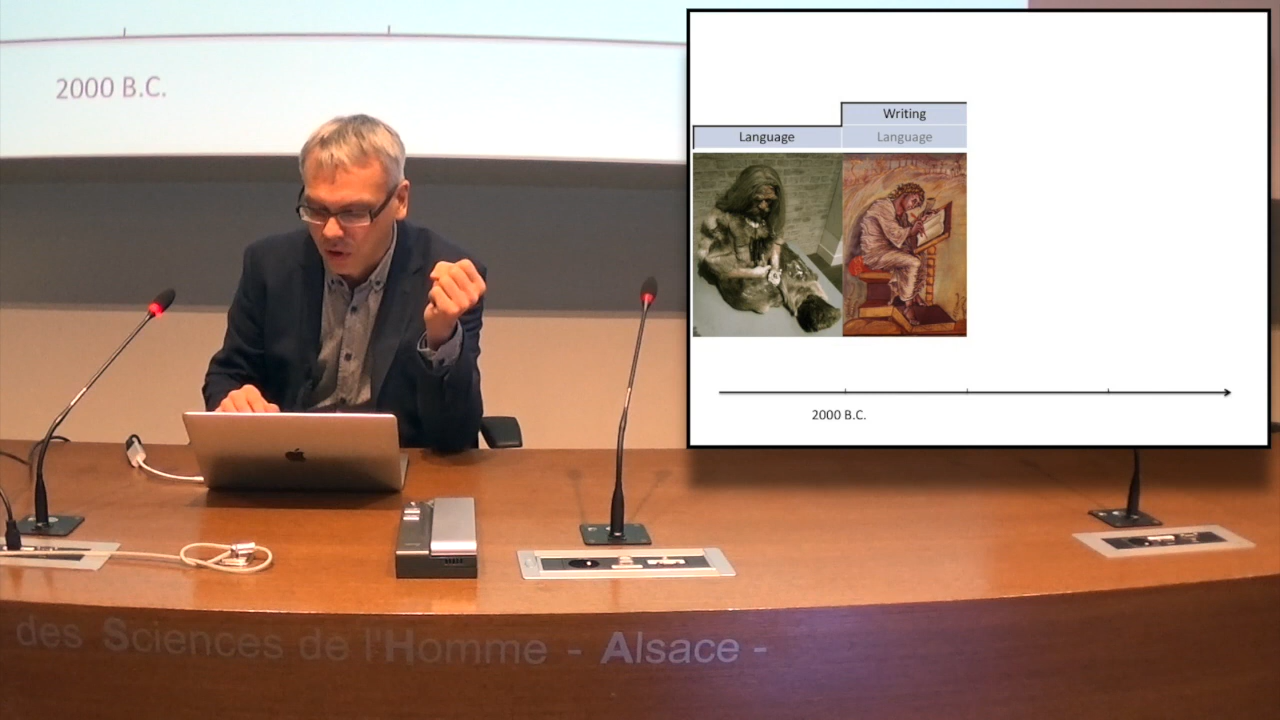 2000 B.C.
Writing
Language
Language
2000 B.C.
des Sciences de l'Homme - Alsace -